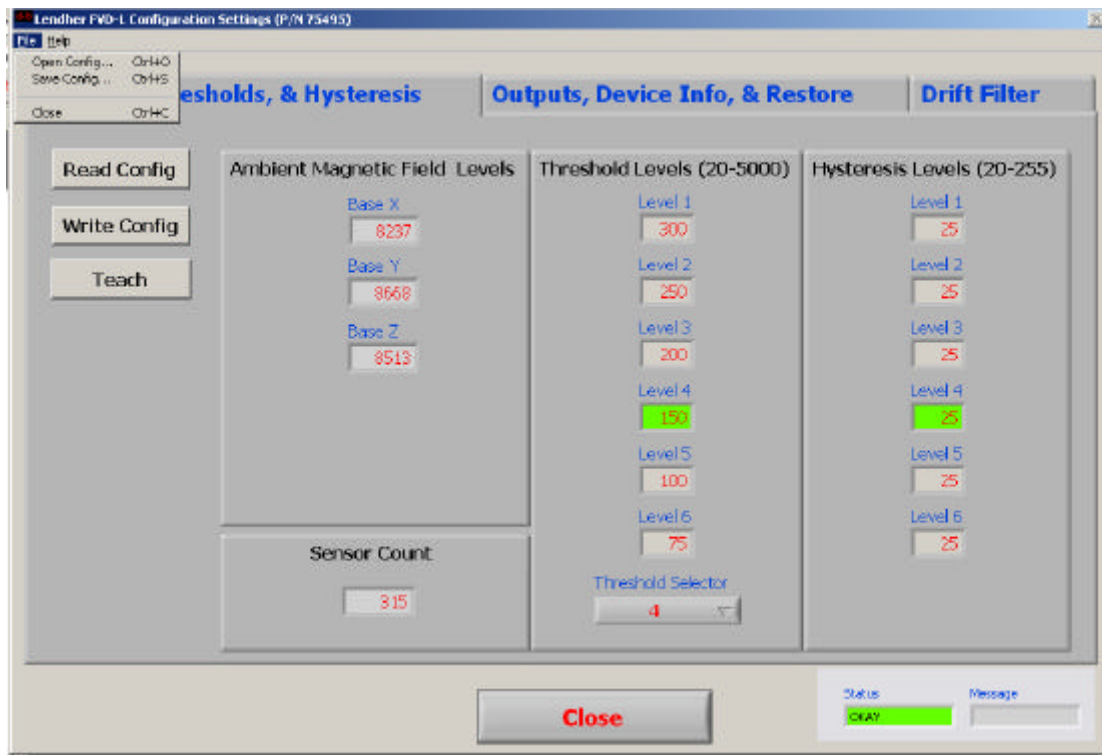 Lendher FVD-L Configuration Settings (P/N 75495)
File Help
Open Config... Ctrl+O
Save Config... Ctrl+S
Close Ctrl+C
esholds, & Hysteresis
Outputs, Device Info, & Restore
Drift Filter
Read Config
Write Config
Teach
Ambient Magnetic Field Levels
Base X
8237
Base Y
8668
Base Z
8513
Sensor Count
315
Threshold Levels (20-5000)
Level 1
300
Level 2
250
Level 3
200
Level 4
150
Level 5
100
Level 6
75
Threshold Selector
4
Hysteresis Levels (20-255)
Level 1
25
Level 2
25
Level 3
25
Level 4
25
Level 5
25
Level 6
25
Close
Status
OKAY
Message